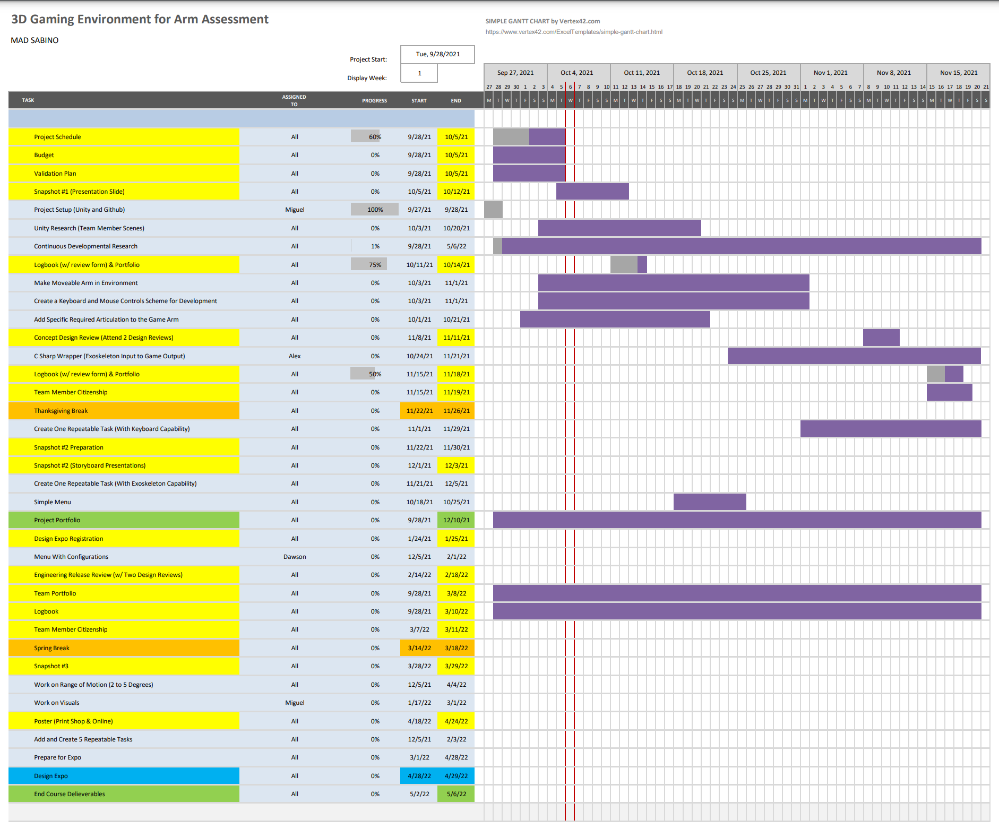 3D Gaming Environment for Arm Assessment
SIMPLE GANTT CHART by Vertex42.com
https://www.vertex42.com/ExcelTemplates/simple-gantt-chart.html
MAD SABINO
Project Start: Tue, 9/28/2021
Display Week: 1
Sep 27, 2021 Oct 4, 2021 Oct 11, 2021 Oct 18, 2021 Oct 25, 2021 Nov 1, 2021 Nov 8, 2021 Nov 15, 2021
27 28 29 30 1 2 3 4 5 6 7 8 9 10 11 12 13 14 15 16 17 18 19 20 21 22 23 24 25 26 27 28 29 30 31 1 2 3 4 5 6 7 8 9 10 11 12 13 14 15 16 17 18 19 20 21
TASK ASSIGNED TO PROGRESS START END M T W T F S S M T W T F S S M T W T F S S M T W T F S S M T W T F S S M T W T F S S M T W T F S S M T W T F S S
Project Schedule All 60% 9/28/21 10/5/21
Budget All 0% 9/28/21 10/5/21
Validation Plan All 0% 9/28/21 10/5/21
Snapshot #1 (Presentation Slide) All 0% 10/5/21 10/12/21
Project Setup (Unity and Github) Miguel 100% 9/27/21 9/28/21
Unity Research (Team Member Scenes) All 0% 10/3/21 10/20/21
Continuous Developmental Research All 1% 9/28/21 5/6/22
Logbook (w/ review form) & Portfolio All 75% 10/11/21 10/14/21
Make Moveable Arm in Environment All 0% 10/3/21 11/1/21
Create a Keyboard and Mouse Controls Scheme for Development All 0% 10/3/21 11/1/21
Add Specific Required Articulation to the Game Arm All 0% 10/1/21 10/21/21
Concept Design Review (Attend 2 Design Reviews) All 0% 11/8/21 11/11/21
C Sharp Wrapper (Exoskeleton Input to Game Output) Alex 0% 10/24/21 11/21/21
Logbook (w/ review form) & Portfolio All 50% 11/15/21 11/18/21
Team Member Citizenship All 0% 11/15/21 11/19/21
Thanksgiving Break All 0% 11/22/21 11/26/21
Create One Repeatable Task (With Keyboard Capability) All 0% 11/1/21 11/29/21
Snapshot #2 Preparation All 0% 11/22/21 11/30/21
Snapshot #2 (Storyboard Presentations) All 0% 12/1/21 12/3/21
Create One Repeatable Task (With Exoskeleton Capability) All 0% 11/21/21 12/5/21
Simple Menu All 0% 10/18/21 10/25/21
Project Portfolio All 0% 9/28/21 12/10/21
Design Expo Registration All 0% 1/24/21 1/25/21
Menu With Configurations Dawson 0% 12/5/21 2/1/22
Engineering Release Review (w/ Two Design Reviews) All 0% 2/14/22 2/18/22
Team Portfolio All 0% 9/28/21 3/8/22
Logbook All 0% 9/28/21 3/10/22
Team Member Citizenship All 0% 3/7/22 3/11/22
Spring Break All 0% 3/14/22 3/18/22
Snapshot #3 All 0% 3/28/22 3/29/22
Work on Range of Motion (2 to 5 Degrees) All 0% 12/5/21 4/4/22
Work on Visuals Miguel 0% 1/17/22 3/1/22
Poster (Print Shop & Online) All 0% 4/18/22 4/24/22
Add and Create 5 Repeatable Tasks All 0% 12/5/21 2/3/22
Prepare for Expo All 0% 3/1/22 4/28/22
Design Expo All 0% 4/28/22 4/29/22
End Course Delieverables All 0% 5/2/22 5/6/22